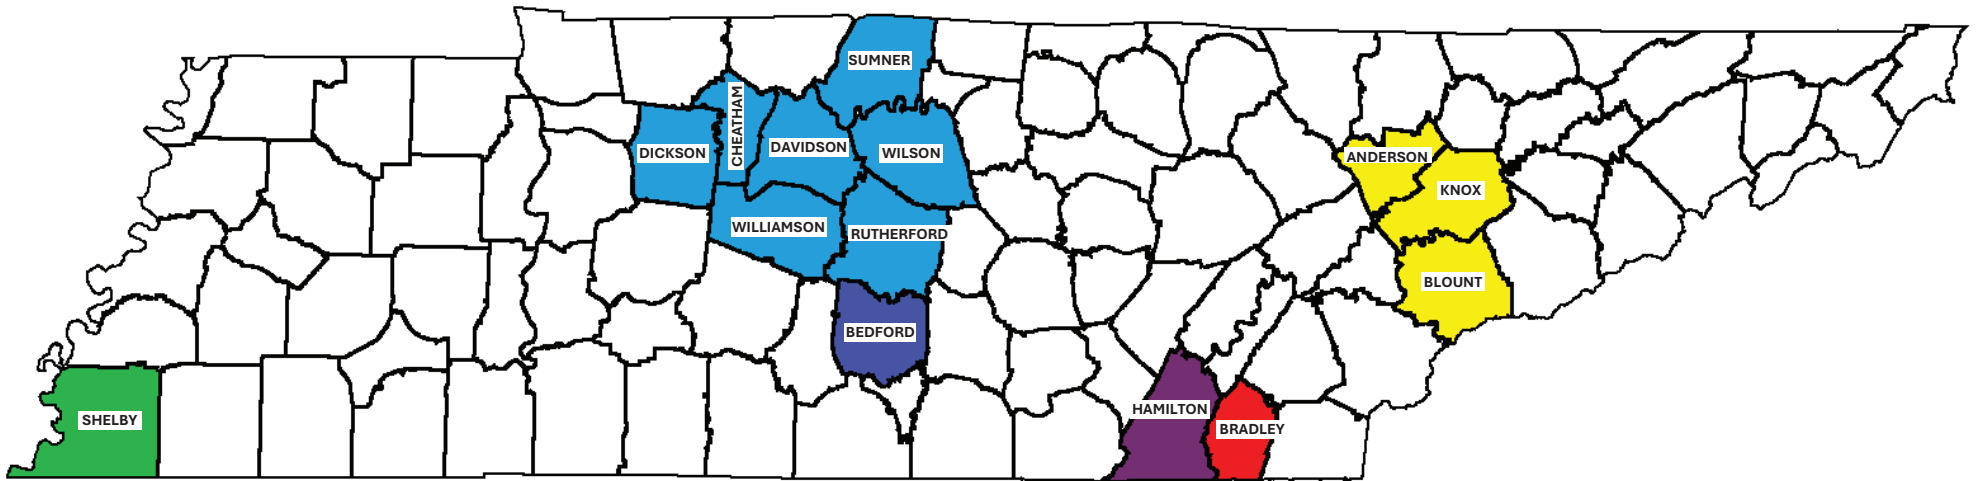 SUMNER
CHEATHAM
DICKSON
DAVIDSON
WILSON
ANDERSON
KNOX
WILLIAMSON
RUTHERFORD
BLOUNT
BEDFORD
SHELBY
HAMILTON
BRADLEY